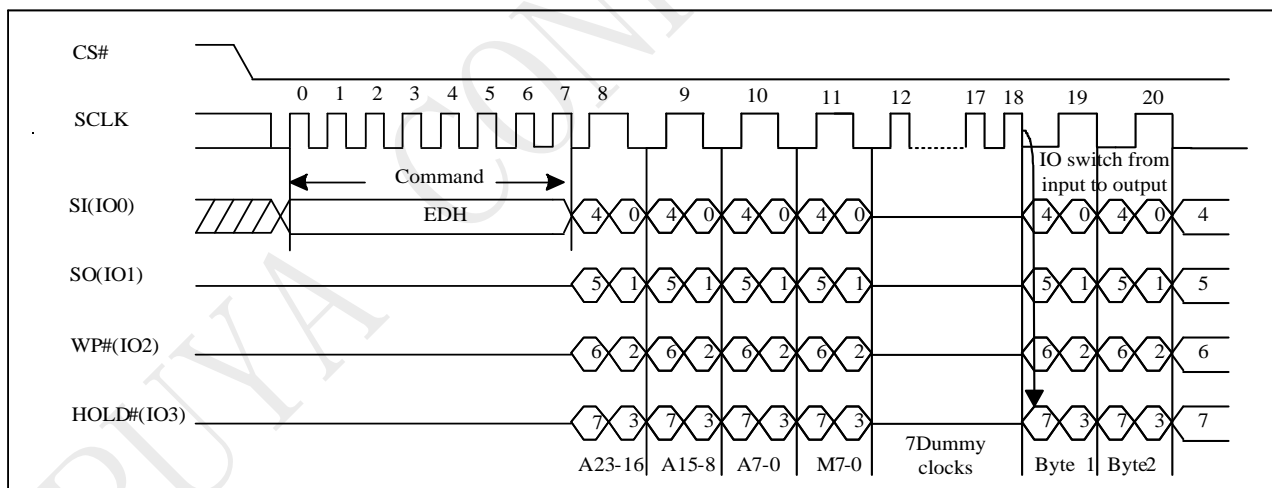 CS#
0 1 2 3 4 5 6 7 8 9 10 11 12 17 18 19 20
SCLK
Command
IO switch from
input to output
SI(IO0)
EDH
4 0 4 0 4 0 4 0 4 0 4 0 4
SO(IO1)
5 1 5 1 5 1 5 1 5 1 5 1 5
WP#(IO2)
6 2 6 2 6 2 6 2 6 2 6 2 6
HOLD#(IO3)
7 3 7 3 7 3 7 3 7 3 7 3 7
A23-16 A15-8 A7-0 M7-0
7Dummy
clocks
Byte 1 Byte2
PUYA CON